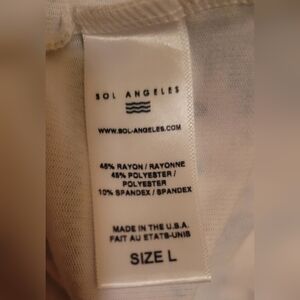 SOL ANGELES
WWW.SOL-ANGELES.COM
45% RAYON / RAYONNE
45% POLYESTER /
POLYESTER
10% SPANDEX / SPANDEX
MADE IN THE U.S.A.
FAIT AU ETATS-UNIS
SIZE L